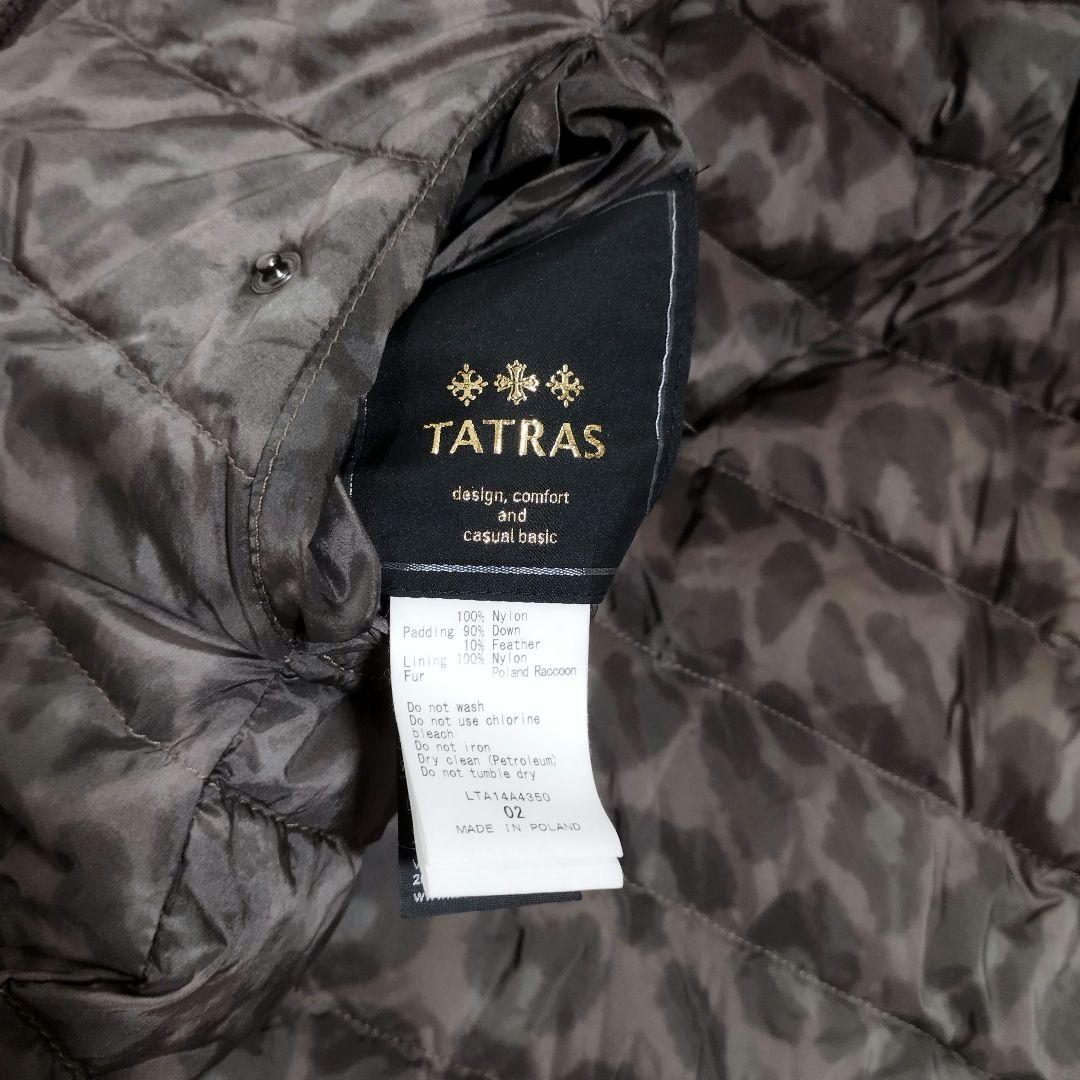 TATRAS
design, comfort
and
casual basic
100% Nylon
Padding 90% Down
10% Feather
Lining 100% Nylon
Fur Poland Raccoon
Do not wash
Do not use chlorine
bleach
Do not iron
Dry clean (Petroleum)
Do not tumble dry
LTA14A4350
02
MADE IN POLAND